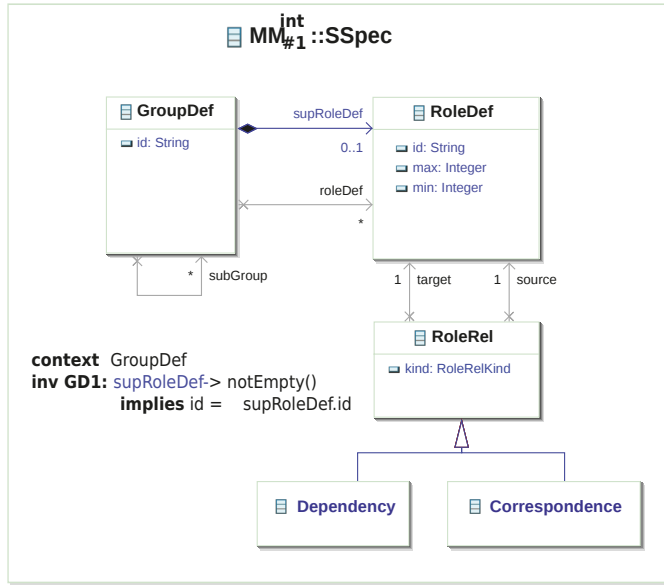 MM int #1 ::SSpec
GroupDef
id: String
supRoleDef
0..1
RoleDef
id: String
max: Integer
min: Integer
roleDef
*
* subGroup
1 target
1 source
RoleRel
kind: RoleRelKind
context GroupDef
inv GD1: supRoleDef-> notEmpty()
implies id = supRoleDef.id
Dependency
Correspondence